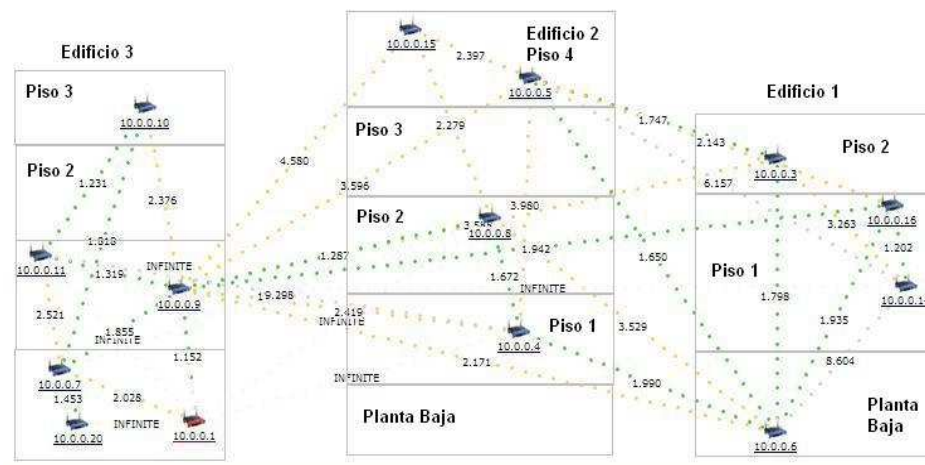 Edificio 3
Piso 3
10.0.0.10
Piso 2
1.231
2.376
1.319
10.0.0.11
INFINITE
10.0.0.9
2.521
1.855
1.152
10.0.0.7
1.453
2.028
10.0.0.20
INFINITE
10.0.0.1
4.580
3.596
1.287
19.298
2.419
2.171
INFINITE
10.0.0.15
2.397
Edificio 2
Piso 4
10.0.0.5
Piso 3
2.279
Piso 2
3.980
10.0.0.8
1.942
1.672
INFINITE
Piso 1
10.0.0.4
Planta Baja
1.747
2.143
6.157
1.650
3.529
1.990
Edificio 1
Piso 2
10.0.0.3
10.0.0.16
3.263
1.202
Piso 1
1.798
1.935
8.604
Planta
Baja
10.0.0.6